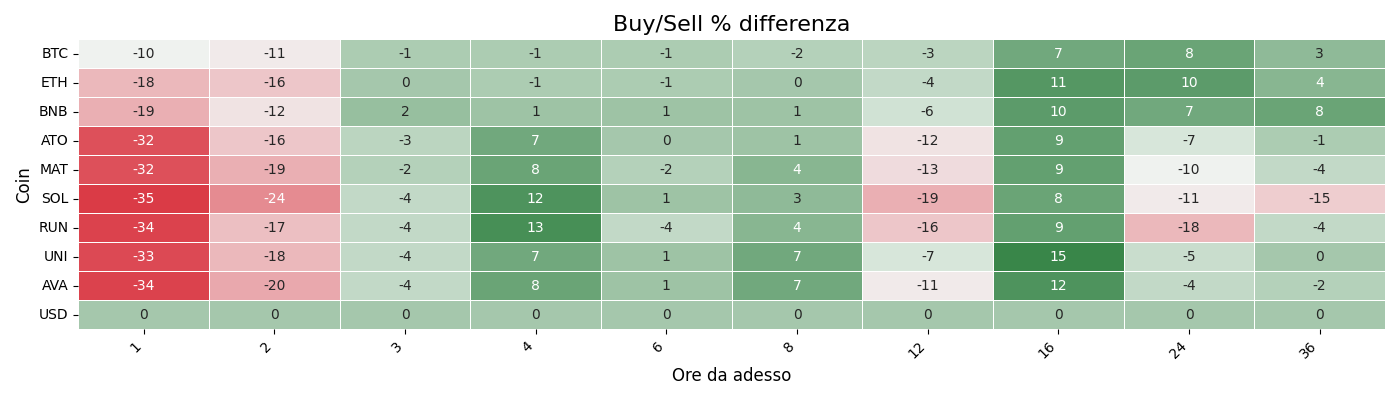 Buy/Sell % differenza
Coin
BTC -10 -11 -1 -1 -1 -2 -3 7 8 3
ETH -18 -16 0 -1 -1 0 -4 11 10 4
BNB -19 -12 2 1 1 1 -6 10 7 8
ATO -32 -16 -3 7 0 1 -12 9 -7 -1
MAT -32 -19 -2 8 -2 4 -13 9 -10 -4
SOL -35 -24 -4 12 1 3 -19 8 -11 -15
RUN -34 -17 -4 13 -4 4 -16 9 -18 -4
UNI -33 -18 -4 7 1 7 -7 15 -5 0
AVA -34 -20 -4 8 1 7 -11 12 -4 -2
USD 0 0 0 0 0 0 0 0 0 0
1 2 3 4 6 8 12 16 24 36
Ore da adesso